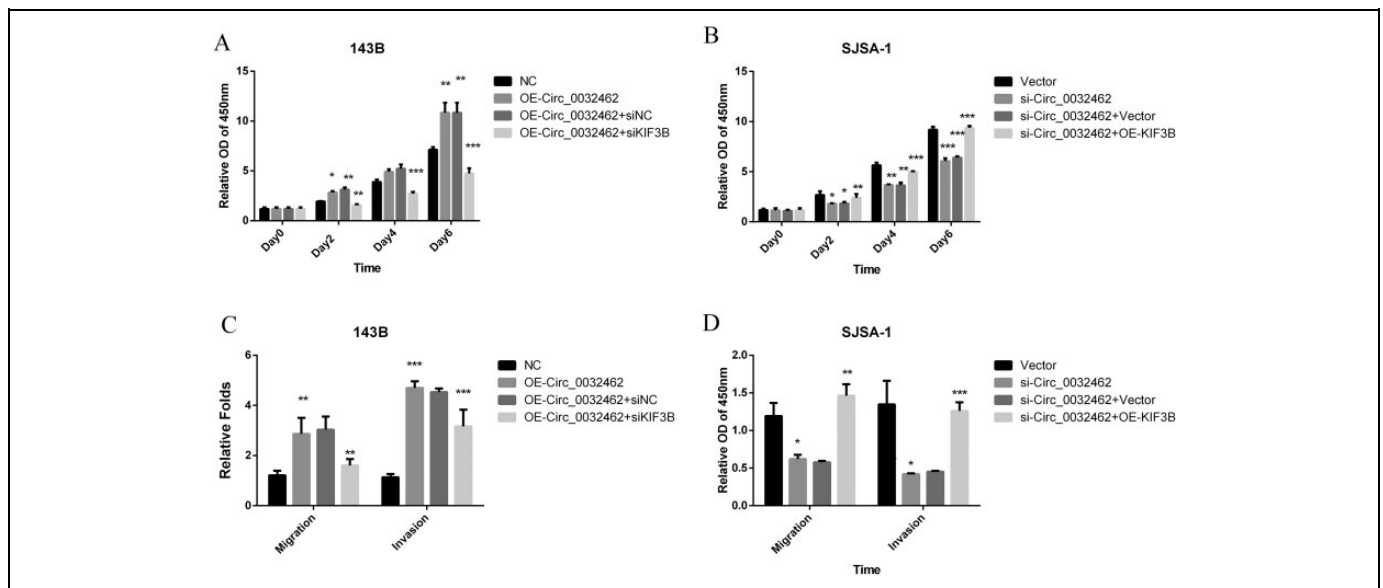 A
143B
Relative OD of 450nm
15
10
5
0
* ** ** ** *** ** ** ***
Day0 Day2 Day4 Day6
Time
NC
OE-Circ_0032462
OE-Circ_0032462+siNC
OE-Circ_0032462+siKIF3B
B
SJSA-1
Relative OD of 450nm
15
10
5
0
* * ** ** ** *** *** *** ***
Day0 Day2 Day4 Day6
Time
Vector
si-Circ_0032462
si-Circ_0032462+Vector
si-Circ_0032462+OE-KIF3B
C
143B
Relative Folds
6
4
2
0
** ** *** ***
Migration Invasion
NC
OE-Circ_0032462
OE-Circ_0032462+siNC
OE-Circ_0032462+siKIF3B
D
SJSA-1
Relative OD of 450nm
2.0
1.5
1.0
0.5
0.0
* ** * ***
Migration Invasion
Time
Vector
si-Circ_0032462
si-Circ_0032462+Vector
si-Circ_0032462+OE-KIF3B